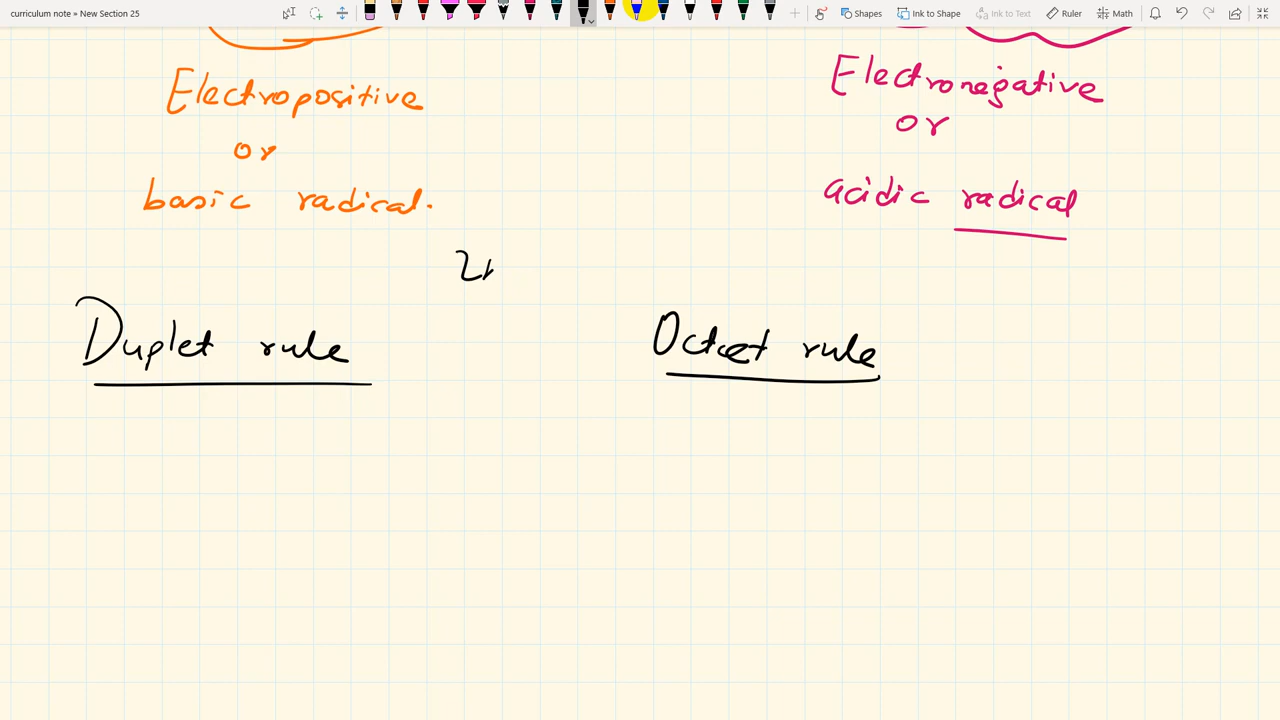 curriculum note » New Section 25
Shapes
Ink to Shape
Ink to Text
Ruler
Math
Electropositive
or
basic radical.
Electronegative
or
acidic radical
Duplet rule
Octet rule